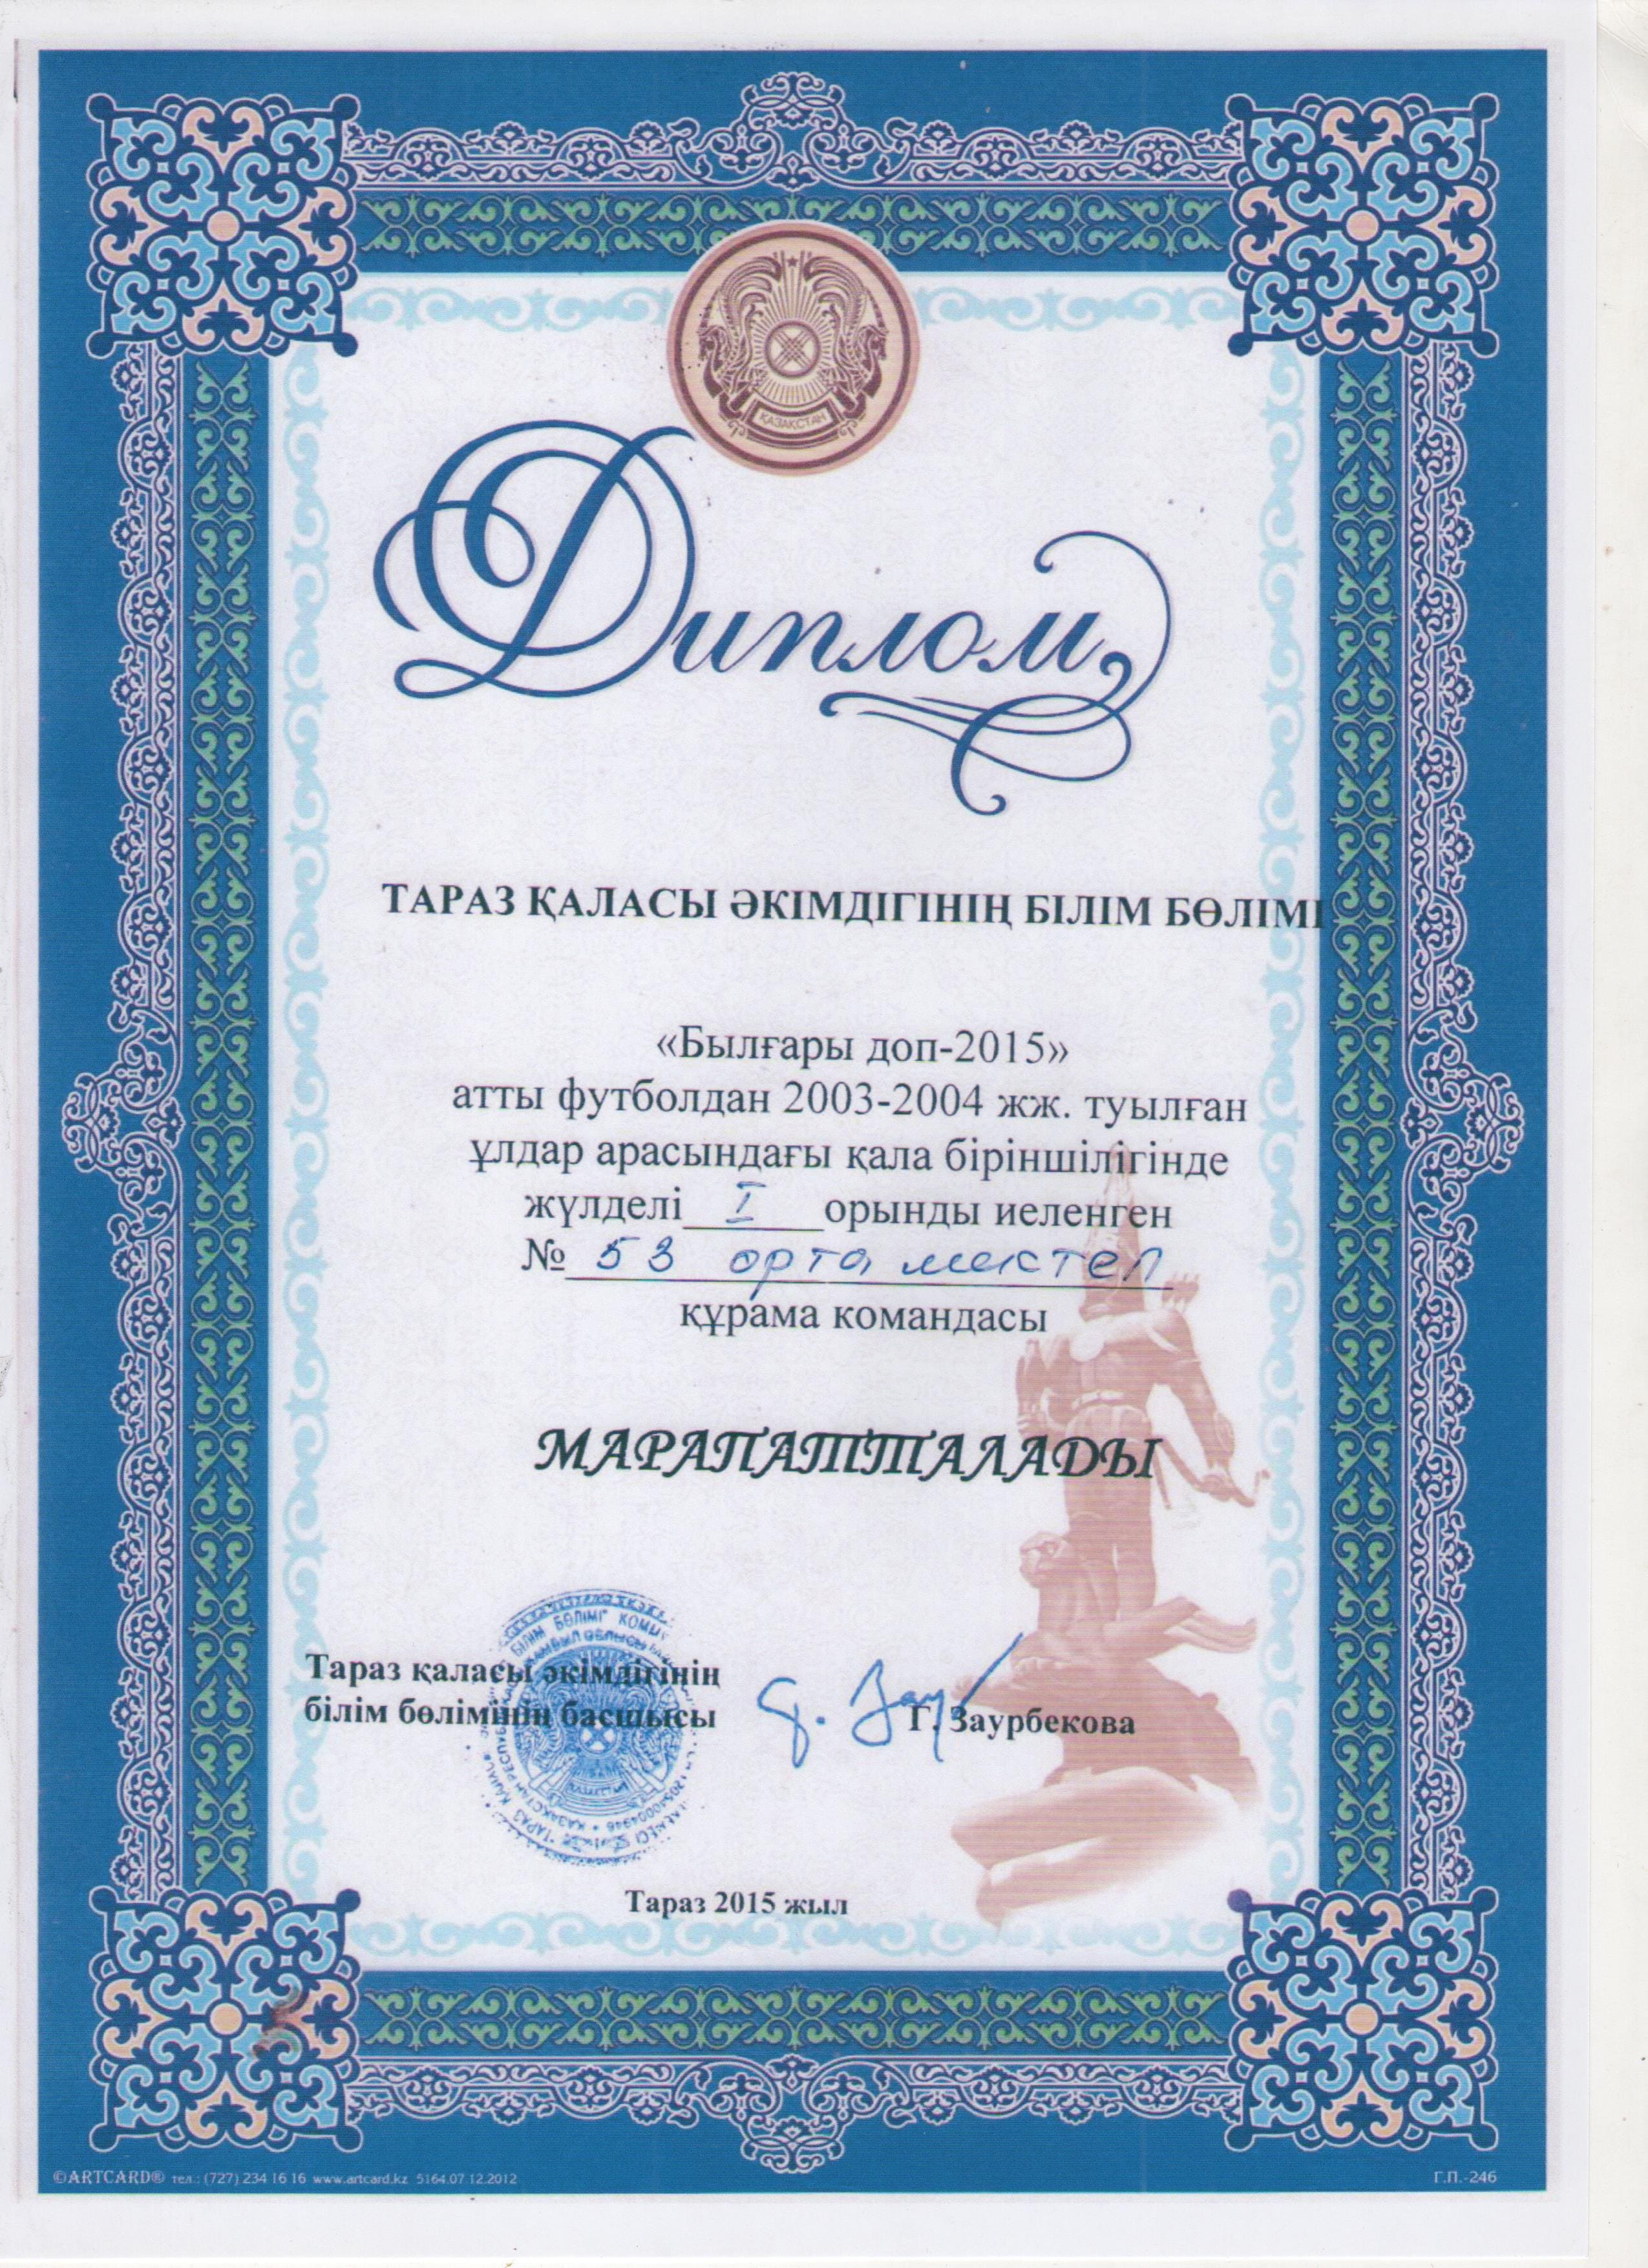 ҚАЗАҚСТАН
Диплом
ТАРАЗ ҚАЛАСЫ ӘКІМДІГІНІҢ БІЛІМ БӨЛІМІ
«Былғары доп-2015»
атты футболдан 2003-2004 жж. туылған
ұлдар арасындағы қала біріншілігінде
жүлделі I орынды иеленген
№ 53 орта мектеп
құрама командасы
МАРАПАТТАЛАДЫ
Тараз қаласы әкімдігінің
білім бөлімінің басшысы
Г. Заурбекова
Тараз 2015 жыл
©ARTCARD® тел.: (727) 234 16 16 www.artcard.kz 5164.07.12.2012
Г.П.-246